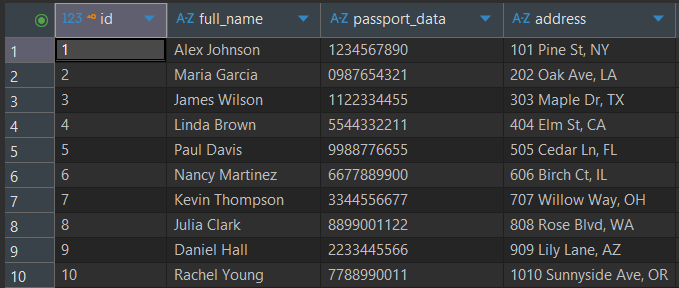 123 id A-Z full_name A-Z passport_data A-Z address
1 1 Alex Johnson 1234567890 101 Pine St, NY
2 2 Maria Garcia 0987654321 202 Oak Ave, LA
3 3 James Wilson 1122334455 303 Maple Dr, TX
4 4 Linda Brown 5544332211 404 Elm St, CA
5 5 Paul Davis 9988776655 505 Cedar Ln, FL
6 6 Nancy Martinez 6677889900 606 Birch Ct, IL
7 7 Kevin Thompson 3344556677 707 Willow Way, OH
8 8 Julia Clark 8899001122 808 Rose Blvd, WA
9 9 Daniel Hall 2233445566 909 Lily Lane, AZ
10 10 Rachel Young 7788990011 1010 Sunnyside Ave, OR